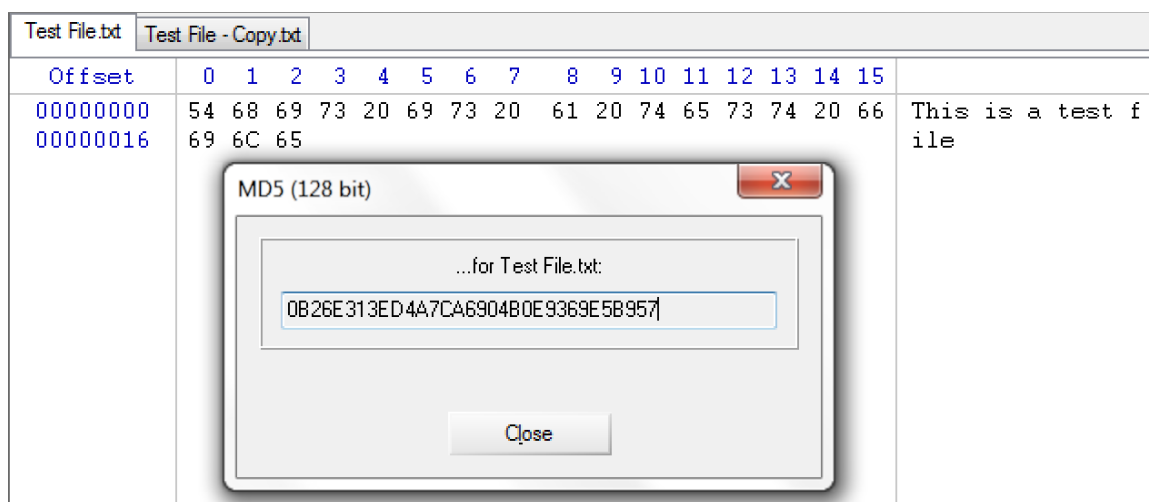 Test File.txt Test File - Copy.txt
Offset 0 1 2 3 4 5 6 7 8 9 10 11 12 13 14 15
00000000 54 68 69 73 20 69 73 20 61 20 74 65 73 74 20 66 This is a test f
00000016 69 6C 65 ile
MD5 (128 bit)
...for Test File.txt:
0B26E313ED4A7CA6904B0E9369E5B957
Close